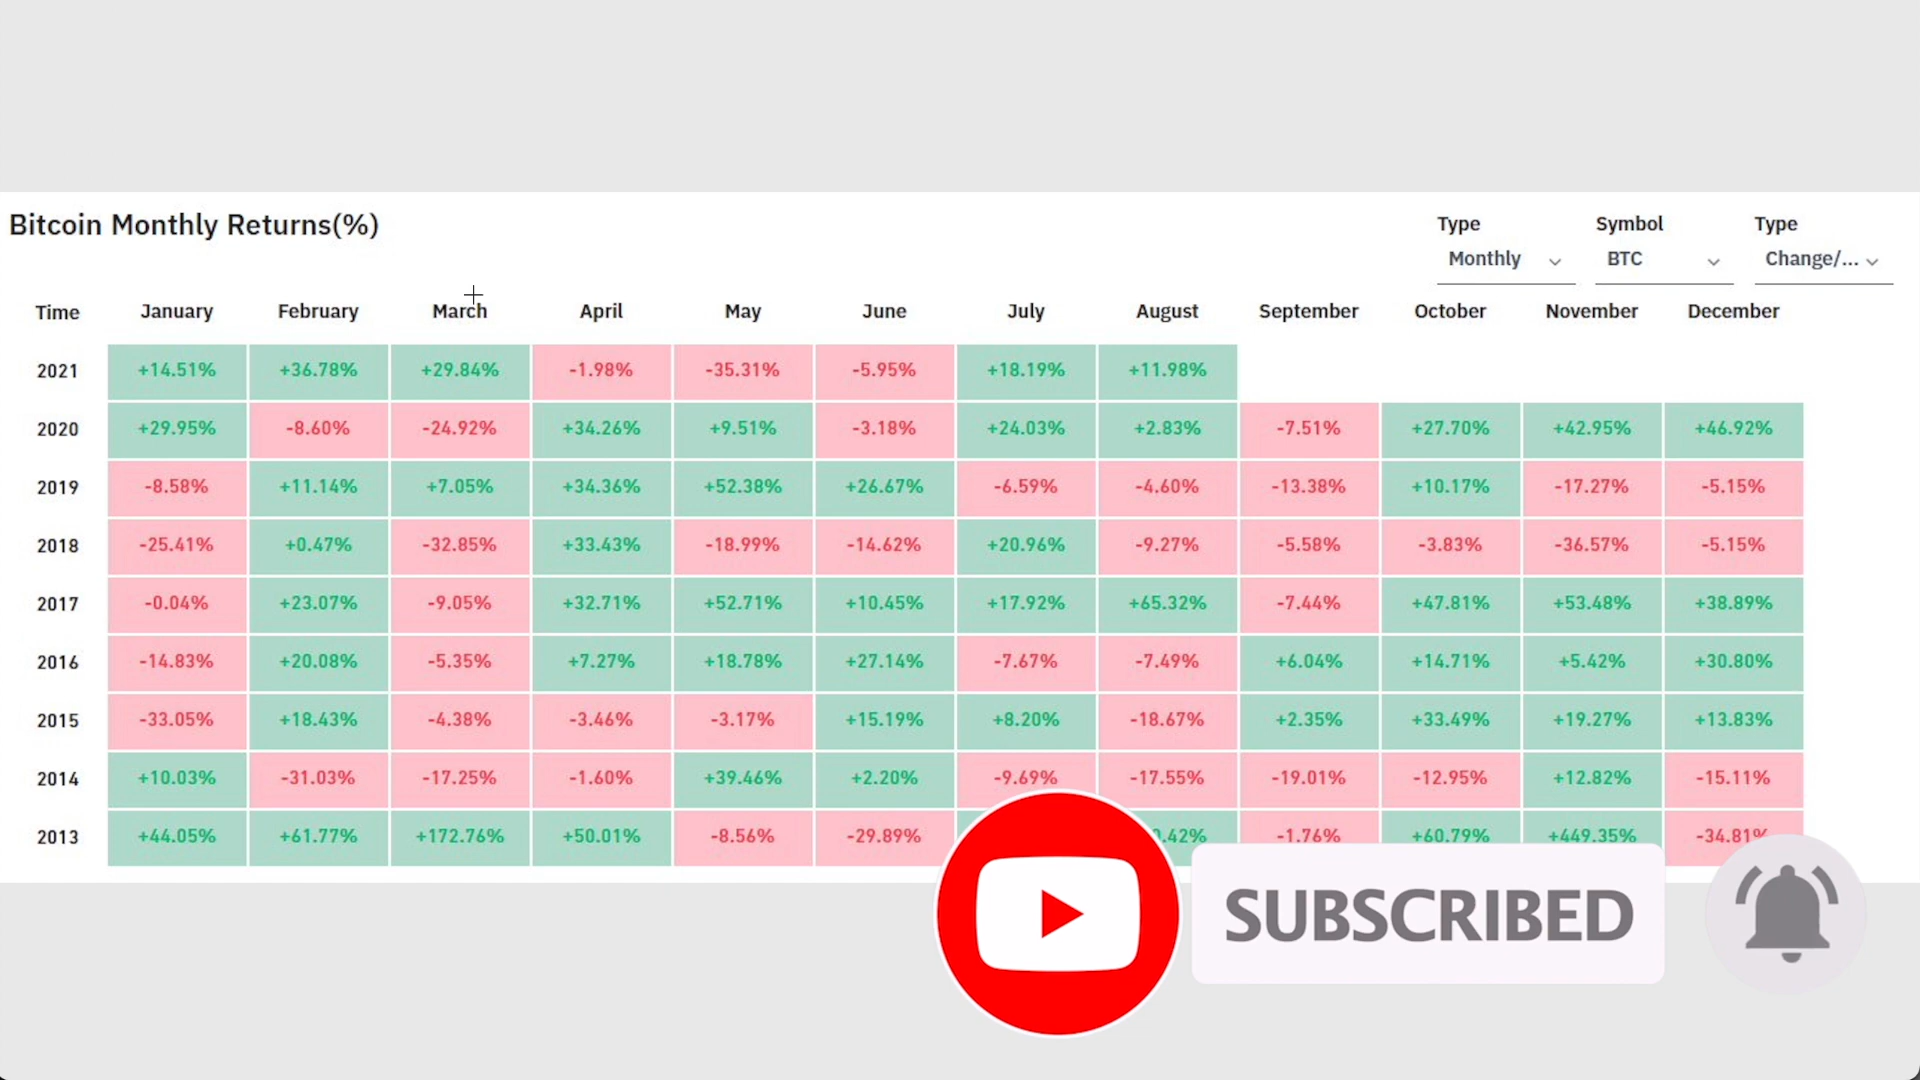 Bitcoin Monthly Returns(%)
Type Symbol Type
Monthly BTC Change/...
Time January February March April May June July August September October November December
2021 +14.51% +36.78% +29.84% -1.98% -35.31% -5.95% +18.19% +11.98%
2020 +29.95% -8.60% -24.92% +34.26% +9.51% -3.18% +24.03% +2.83% -7.51% +27.70% +42.95% +46.92%
2019 -8.58% +11.14% +7.05% +34.36% +52.38% +26.67% -6.59% -4.60% -13.38% +10.17% -17.27% -5.15%
2018 -25.41% +0.47% -32.85% +33.43% -18.99% -14.62% +20.96% -9.27% -5.58% -3.83% -36.57% -5.15%
2017 -0.04% +23.07% -9.05% +32.71% +52.71% +10.45% +17.92% +65.32% -7.44% +47.81% +53.48% +38.89%
2016 -14.83% +20.08% -5.35% +7.27% +18.78% +27.14% -7.67% -7.49% +6.04% +14.71% +5.42% +30.80%
2015 -33.05% +18.43% -4.38% -3.46% -3.17% +15.19% +8.20% -18.67% +2.35% +33.49% +19.27% +13.83%
2014 +10.03% -31.03% -17.25% -1.60% +39.46% +2.20% -9.69% -17.55% -19.01% -12.95% +12.82% -15.11%
2013 +44.05% +61.77% +172.76% +50.01% -8.56% -29.89% -1.76% +60.79% +449.35% -34.81%
SUBSCRIBED